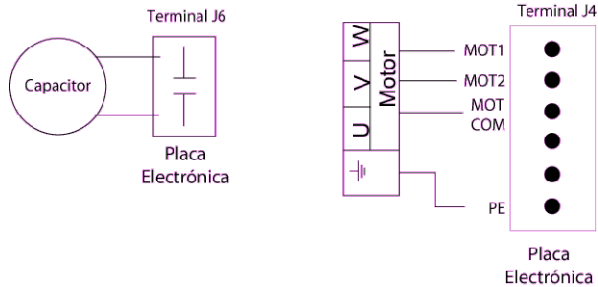 Terminal J6
Capacitor
Placa
Electrónica
Terminal J4
W
V
U
Motor
MOT1
MOT2
MOT
COM
PE
Placa
Electrónica